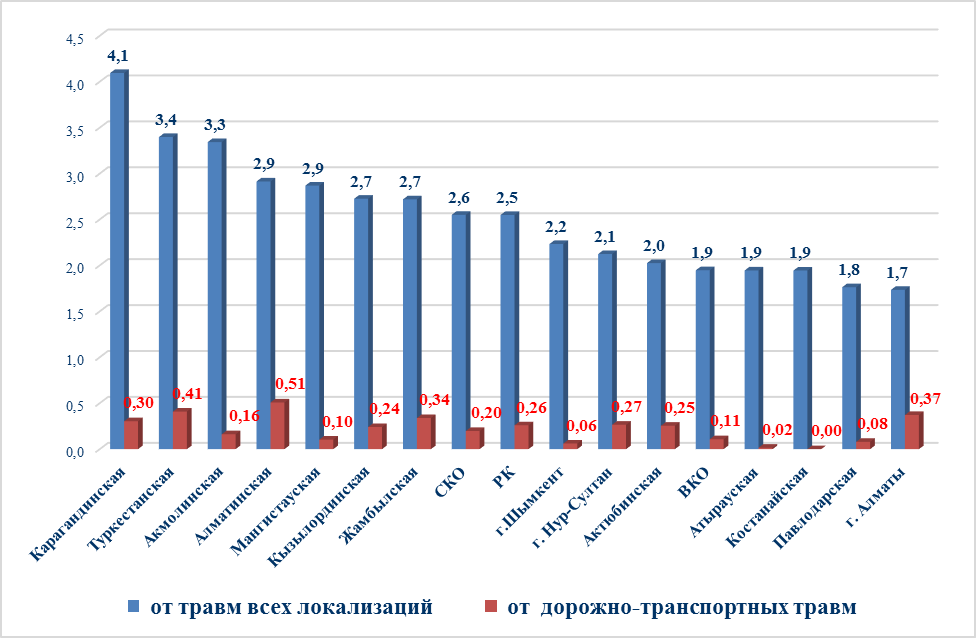 4,5
4,0
3,5
3,0
2,5
2,0
1,5
1,0
0,5
0,0
4,1 3,4 3,3 2,9 2,9 2,7 2,7 2,6 2,5 2,2 2,1 2,0 1,9 1,9 1,9 1,8 1,7
0,30 0,41 0,16 0,51 0,10 0,24 0,34 0,20 0,26 0,06 0,27 0,25 0,11 0,02 0,00 0,08 0,37
Карагандинская
Туркестанская
Акмолинская
Алматинская
Мангистауская
Кызылординская
Жамбылская
СКО
РК
г.Шымкент
г. Нур-Султан
Актюбинская
ВКО
Атырауская
Костанайская
Павлодарская
г. Алматы
от травм всех локализаций
от дорожно-транспортных травм